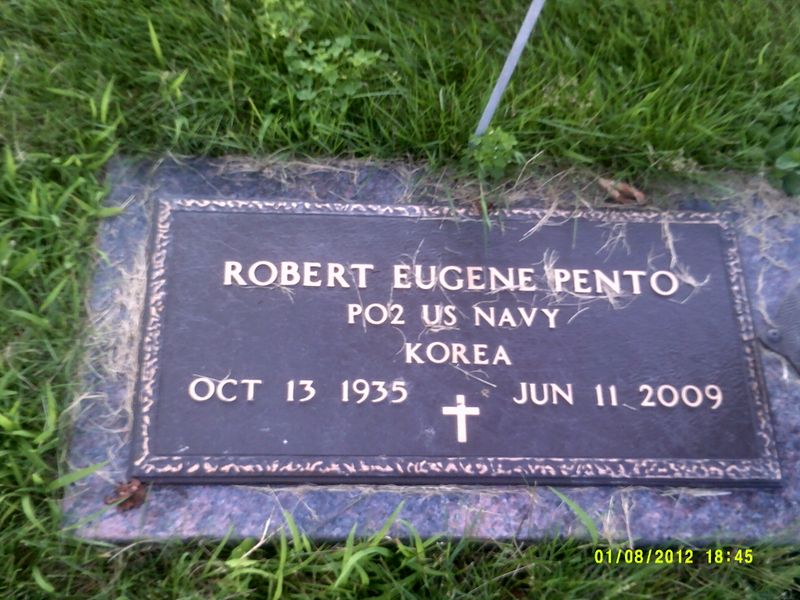 ROBERT EUGENE PENTO
PO2 US NAVY
KOREA
OCT 13 1935 JUN 11 2009
01/08/2012 18:45